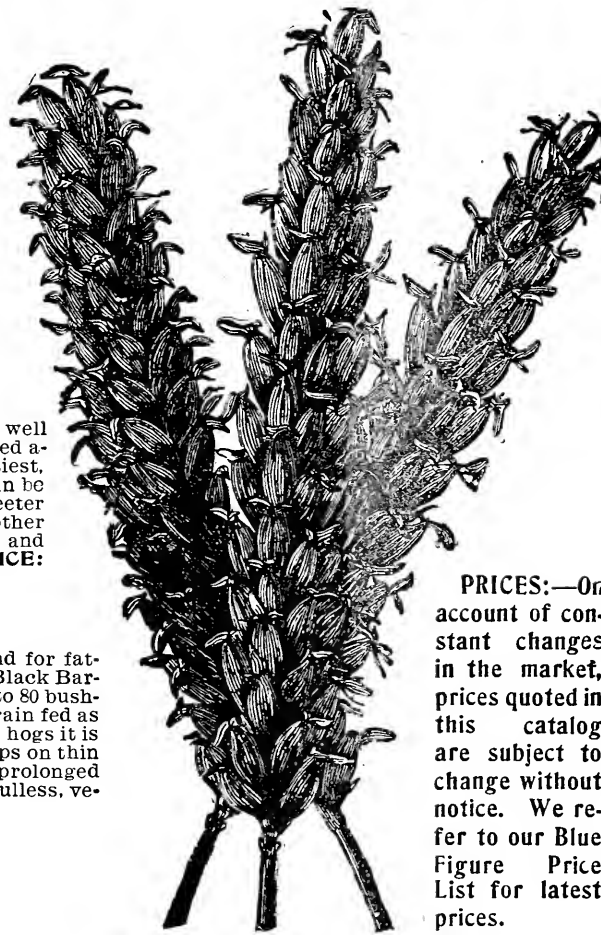 well
ed a-
iest,
n be
eeter
other
and
ICE:
nd for fat-
Black Bar-
to 80 bush-
rain fed as
hogs it is
ps on thin
prolonged
ulless, ve-
PRICES:—On
account of con-
stant changes
in the market,
prices quoted in
this catalog
are subject to
change without
notice. We re-
fer to our Blue
Figure Price
List for latest
prices.